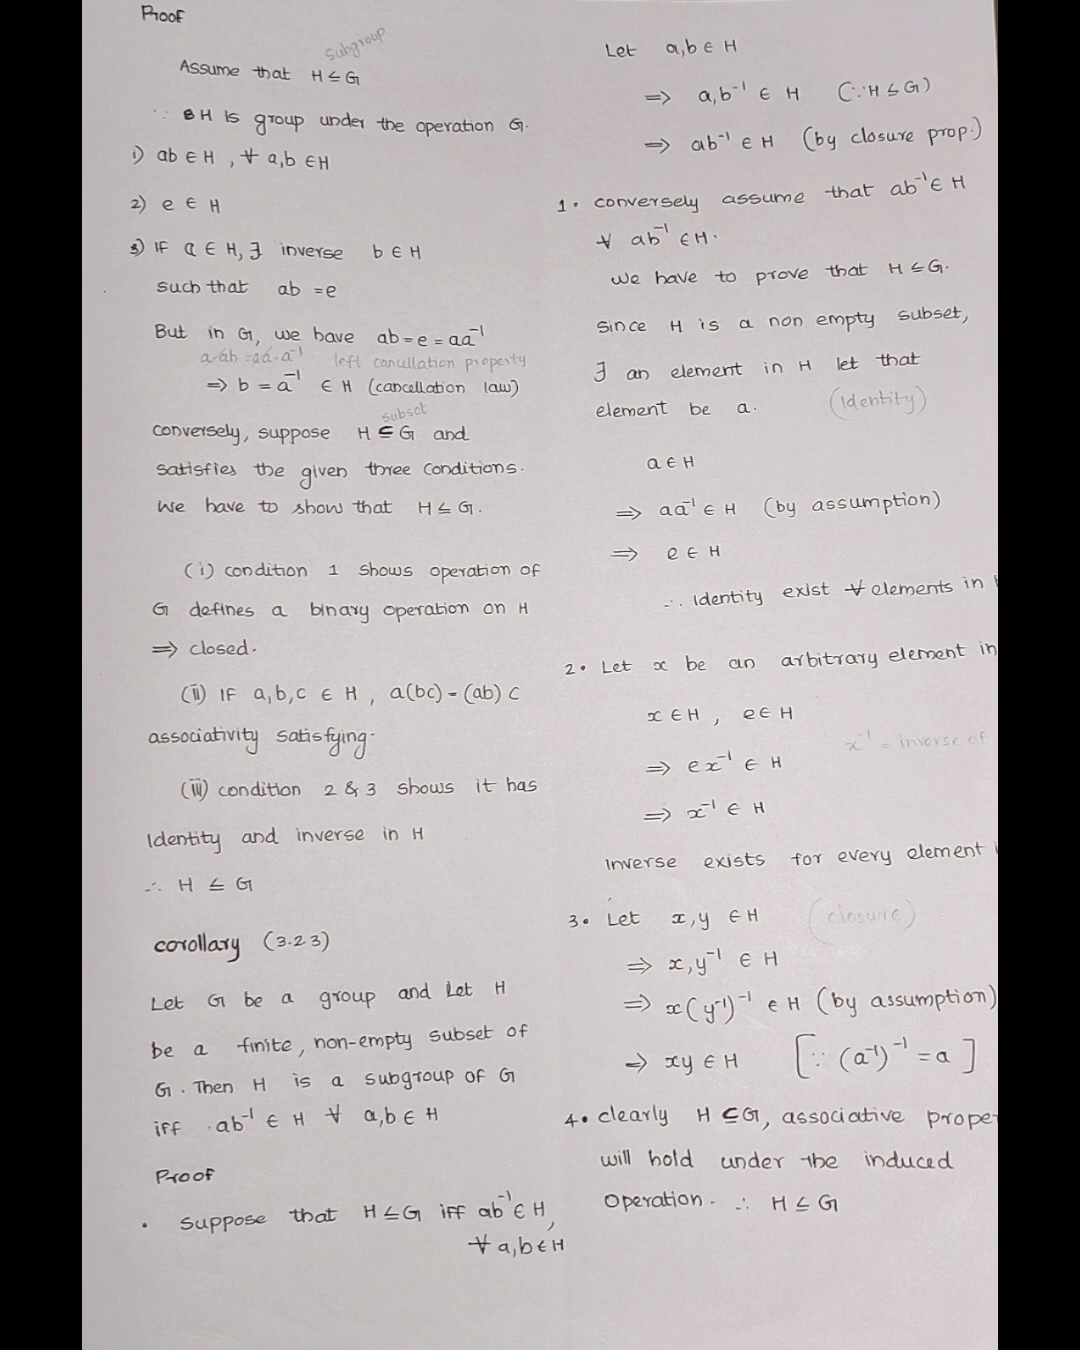 Proof
subgroup
Assume that H ≤ G
∵ H is group under the operation G.
1) ab ∈ H , ∀ a,b ∈ H
2) e ∈ H
3) If a ∈ H, ∃ inverse b ∈ H
such that ab = e
But in G, we have ab = e = aa⁻¹
left cancellation property
⇒ b = a⁻¹ ∈ H (cancellation law)
subset
conversely, suppose H ⊆ G and
satisfies the given three conditions.
We have to show that H ≤ G.
(i) condition 1 shows operation of
G defines a binary operation on H
⇒ closed.
(ii) If a,b,c ∈ H , a(bc) = (ab) c
associativity satisfying.
(iii) condition 2 & 3 shows it has
Identity and inverse in H
∴ H ≤ G
corollary (3.2.3)
Let G be a group and Let H
be a finite, non-empty subset of
G. Then H is a subgroup of G
iff ab⁻¹ ∈ H ∀ a,b ∈ H
Proof
• suppose that H ≤ G iff ab⁻¹ ∈ H,
∀ a,b ∈ H
Let a,b ∈ H
⇒ a,b⁻¹ ∈ H (∵ H ≤ G)
⇒ ab⁻¹ ∈ H (by closure prop.)
1. conversely assume that ab⁻¹ ∈ H
∀ ab⁻¹ ∈ H.
we have to prove that H ≤ G.
since H is a non empty subset,
∃ an element in H let that
element be a. (Identity)
a ∈ H
⇒ aa⁻¹ ∈ H (by assumption)
⇒ e ∈ H
∴ Identity exist ∀ elements in
2. Let x be an arbitrary element in
x ∈ H , e ∈ H
x⁻¹ = inverse of
⇒ ex⁻¹ ∈ H
⇒ x⁻¹ ∈ H
inverse exists for every element
3. Let x,y ∈ H (closure)
⇒ x,y⁻¹ ∈ H
⇒ x(y⁻¹)⁻¹ ∈ H (by assumption)
⇒ xy ∈ H [∵ (a⁻¹)⁻¹ = a]
4. clearly H ⊆ G, associative proper
will hold under the induced
operation. ∴ H ≤ G